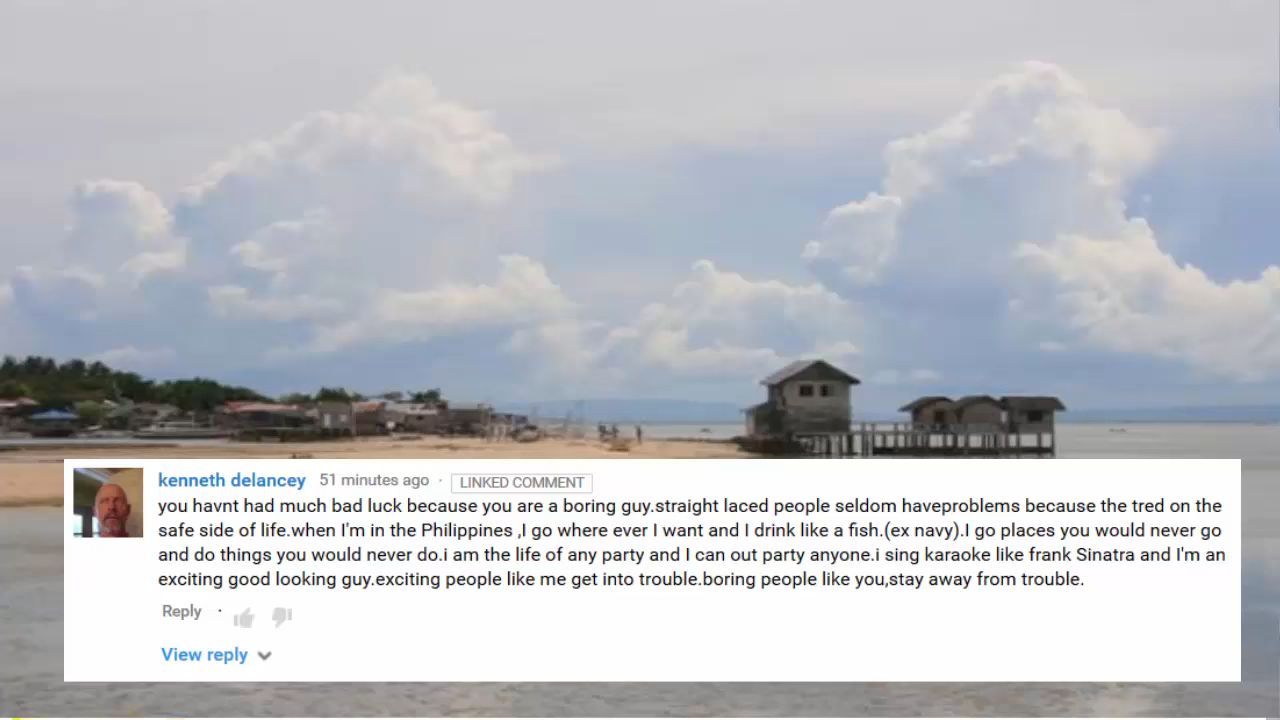 kenneth delancey 51 minutes ago · LINKED COMMENT
you havnt had much bad luck because you are a boring guy.straight laced people seldom haveproblems because the tred on the
safe side of life.when I'm in the Philippines ,I go where ever I want and I drink like a fish.(ex navy).I go places you would never go
and do things you would never do.i am the life of any party and I can out party anyone.i sing karaoke like frank Sinatra and I'm an
exciting good looking guy.exciting people like me get into trouble.boring people like you,stay away from trouble.
Reply ·
View reply